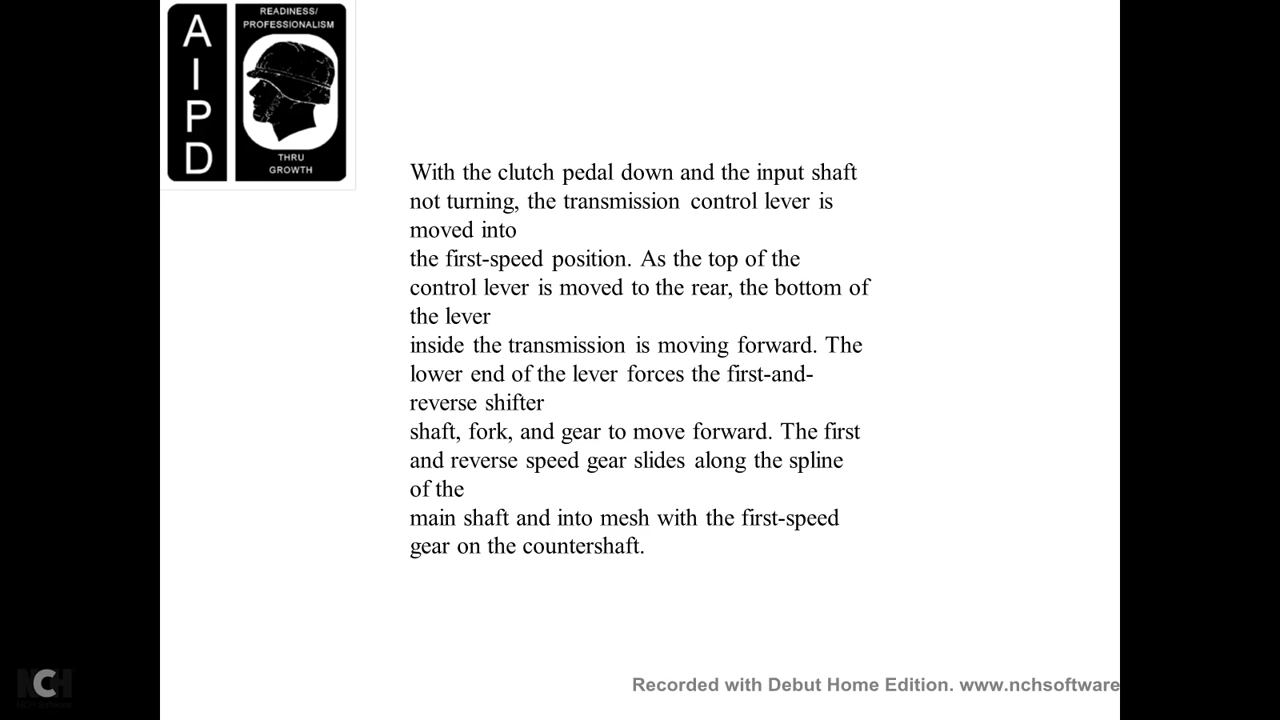 A
I
P
D
READINESS/
PROFESSIONALISM
THRU
GROWTH
With the clutch pedal down and the input shaft
not turning, the transmission control lever is
moved into
the first-speed position. As the top of the
control lever is moved to the rear, the bottom of
the lever
inside the transmission is moving forward. The
lower end of the lever forces the first-and-
reverse shifter
shaft, fork, and gear to move forward. The first
and reverse speed gear slides along the spline
of the
main shaft and into mesh with the first-speed
gear on the countershaft.
NCH
NCH Software
Recorded with Debut Home Edition. www.nchsoftware